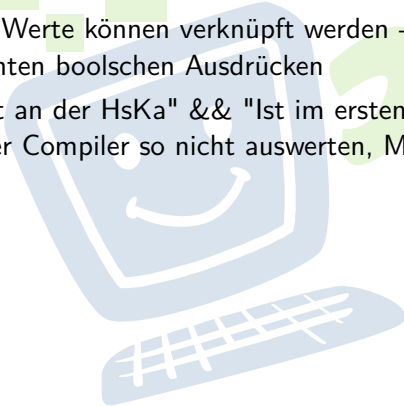 Werte können verknüpft werden -
nten boolschen Ausdrücken
t an der HsKa" && "Ist im ersten
er Compiler so nicht auswerten, M